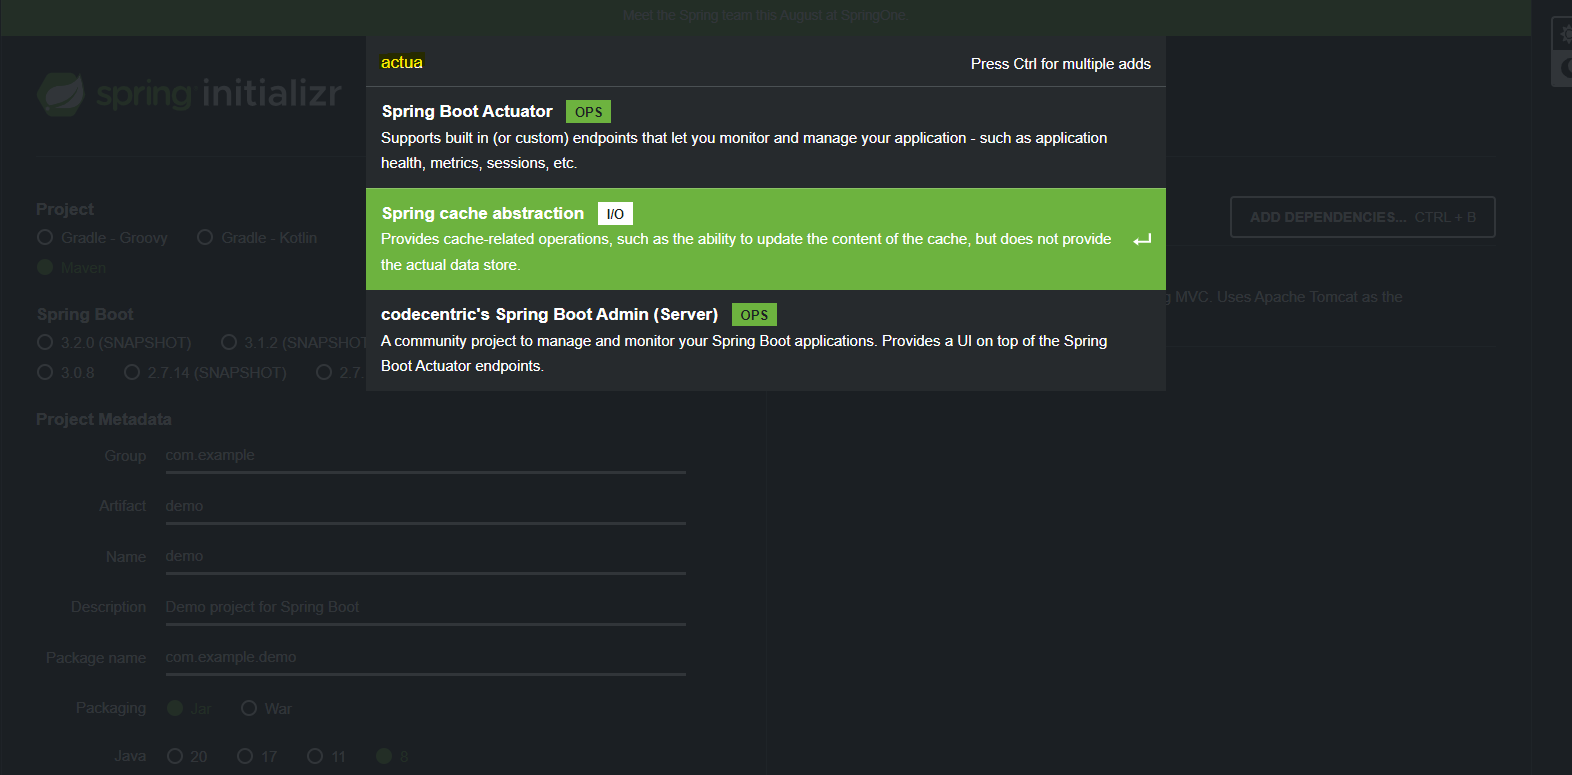 Meet the Spring team this August at SpringOne.
spring initializr
actua
Press Ctrl for multiple adds
Spring Boot Actuator OPS
Supports built in (or custom) endpoints that let you monitor and manage your application - such as application
health, metrics, sessions, etc.
Spring cache abstraction I/O
Provides cache-related operations, such as the ability to update the content of the cache, but does not provide
the actual data store.
codecentric's Spring Boot Admin (Server) OPS
A community project to manage and monitor your Spring Boot applications. Provides a UI on top of the Spring
Boot Actuator endpoints.
Project
Gradle - Groovy Gradle - Kotlin
Maven
Spring Boot
3.2.0 (SNAPSHOT) 3.1.2 (SNAPSHOT
3.0.8 2.7.14 (SNAPSHOT) 2.7.
Project Metadata
Group com.example
Artifact demo
Name demo
Description Demo project for Spring Boot
Package name com.example.demo
Packaging Jar War
Java 20 17 11 8
ADD DEPENDENCIES... CTRL + B
MVC. Uses Apache Tomcat as the